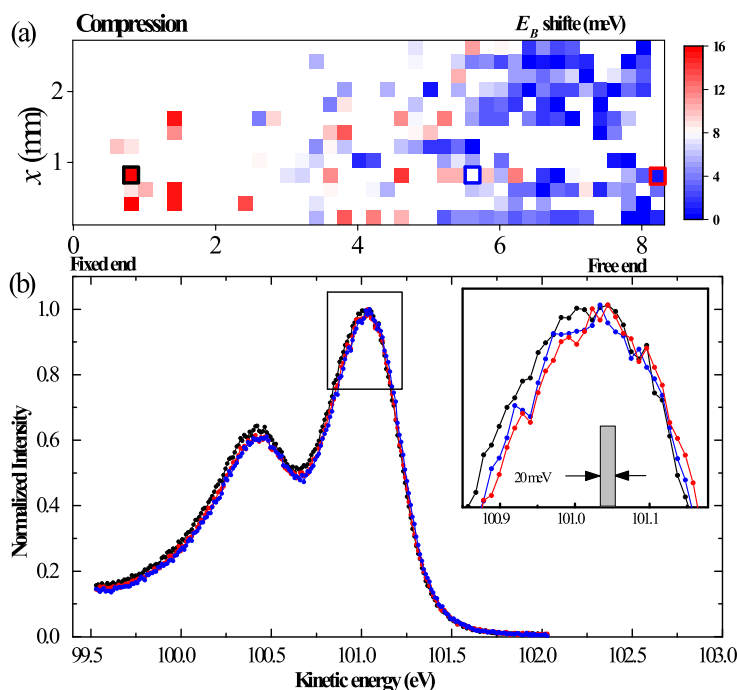 (a)
Compression
E_B shifte (meV)
2
1
x (mm)
0
2
4
6
8
Fixed end
Free end
16
12
8
4
0
(b)
1.0
0.8
0.6
0.4
0.2
0.0
Normalized Intensity
20 meV
100.9
101.0
101.1
99.5
100.0
100.5
101.0
101.5
102.0
102.5
103.0
Kinetic energy (eV)